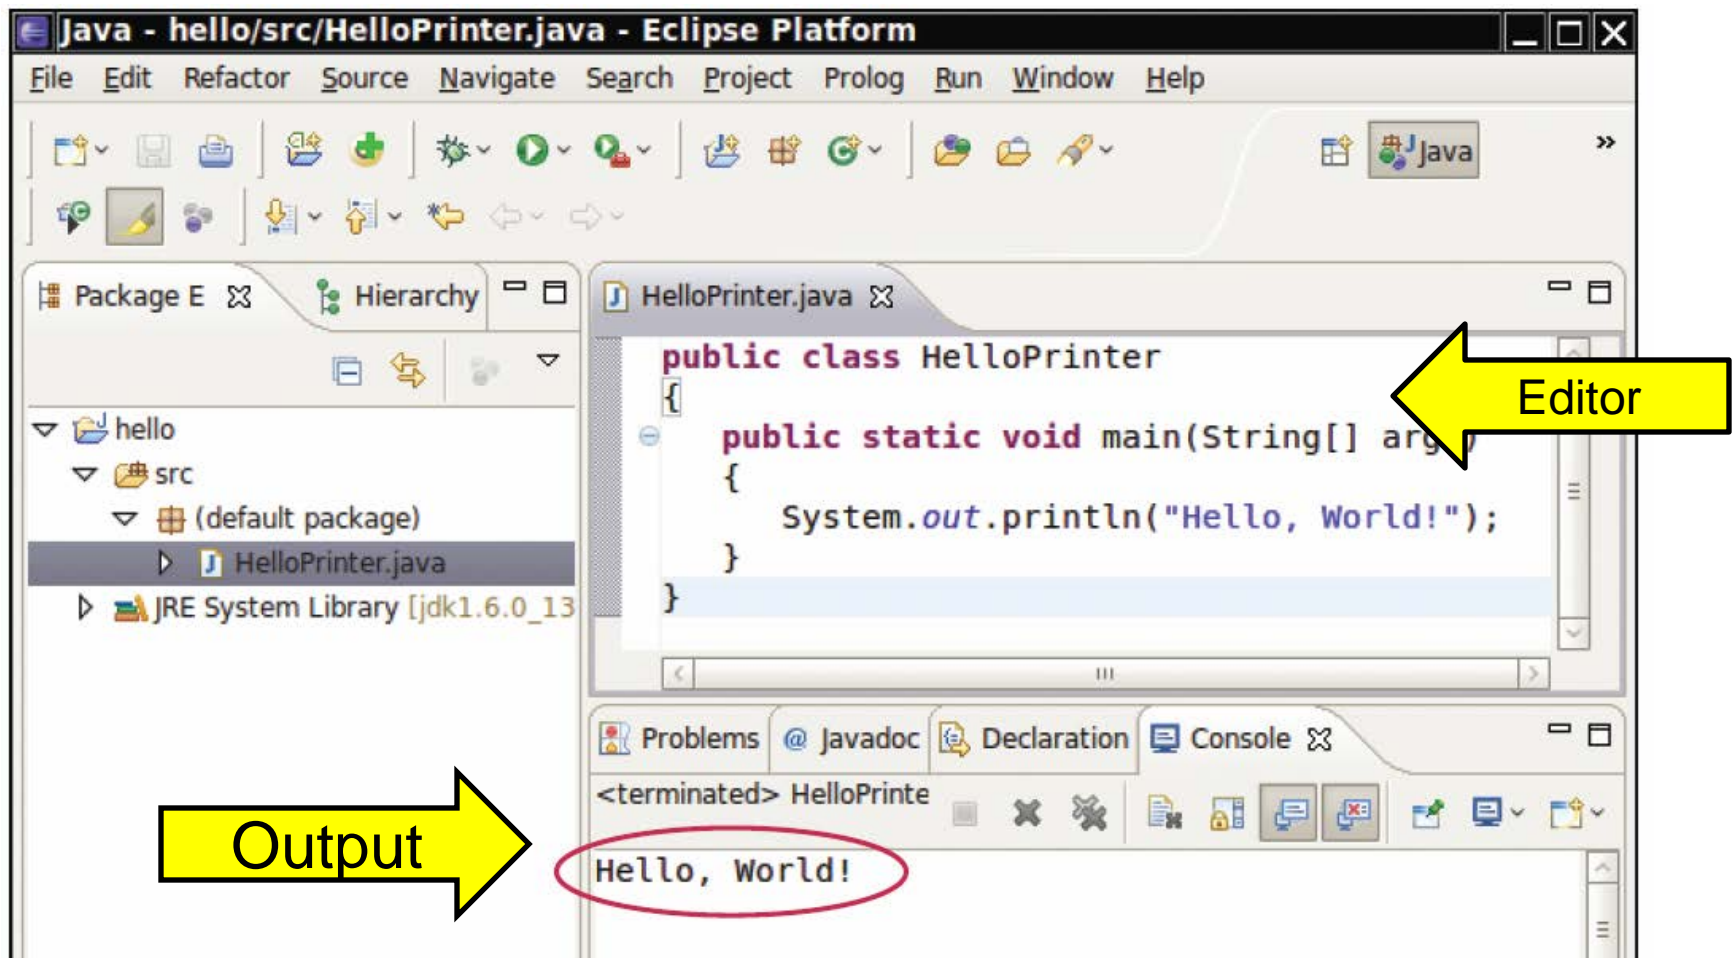 Java - hello/src/HelloPrinter.java - Eclipse Platform
File Edit Refactor Source Navigate Search Project Prolog Run Window Help
Java
Package E
Hierarchy
hello
src
(default package)
HelloPrinter.java
JRE System Library [jdk1.6.0_13
HelloPrinter.java
public class HelloPrinter
{
public static void main(String[]
{
System.out.println("Hello, World!");
}
}
Editor
Problems @ Javadoc Declaration Console
<terminated> HelloPrinte
Output
Hello, World!